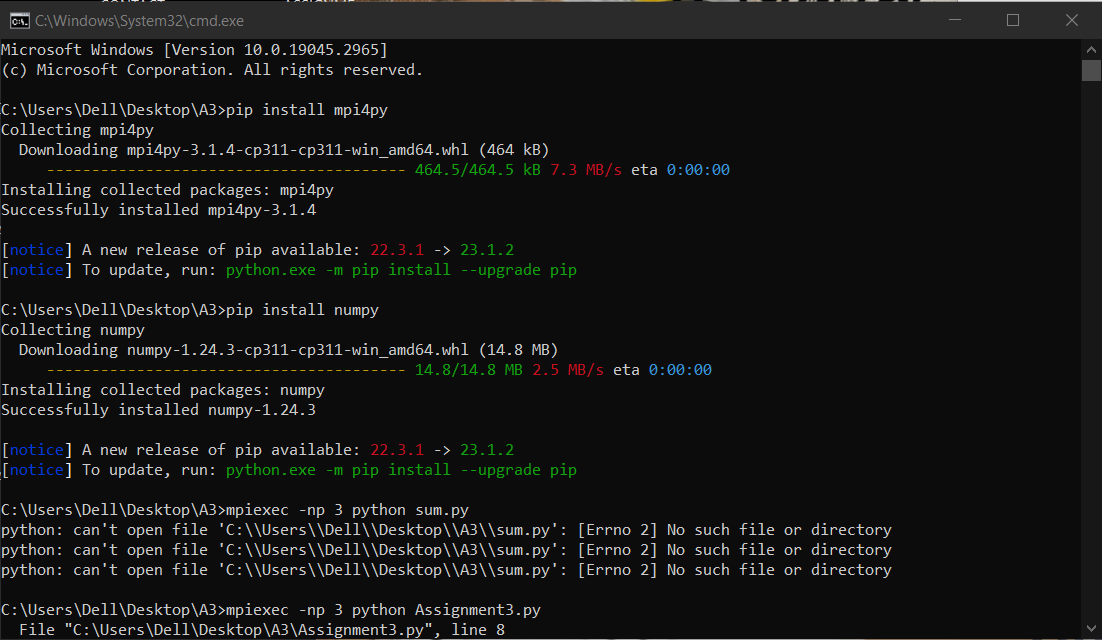 C:\Windows\System32\cmd.exe
Microsoft Windows [Version 10.0.19045.2965]
(c) Microsoft Corporation. All rights reserved.
C:\Users\Dell\Desktop\A3>pip install mpi4py
Collecting mpi4py
  Downloading mpi4py-3.1.4-cp311-cp311-win_amd64.whl (464 kB)
     ---------------------------------------- 464.5/464.5 kB 7.3 MB/s eta 0:00:00
Installing collected packages: mpi4py
Successfully installed mpi4py-3.1.4
[notice] A new release of pip available: 22.3.1 -> 23.1.2
[notice] To update, run: python.exe -m pip install --upgrade pip
C:\Users\Dell\Desktop\A3>pip install numpy
Collecting numpy
  Downloading numpy-1.24.3-cp311-cp311-win_amd64.whl (14.8 MB)
     ---------------------------------------- 14.8/14.8 MB 2.5 MB/s eta 0:00:00
Installing collected packages: numpy
Successfully installed numpy-1.24.3
[notice] A new release of pip available: 22.3.1 -> 23.1.2
[notice] To update, run: python.exe -m pip install --upgrade pip
C:\Users\Dell\Desktop\A3>mpiexec -np 3 python sum.py
python: can't open file 'C:\\Users\\Dell\\Desktop\\A3\\sum.py': [Errno 2] No such file or directory
python: can't open file 'C:\\Users\\Dell\\Desktop\\A3\\sum.py': [Errno 2] No such file or directory
python: can't open file 'C:\\Users\\Dell\\Desktop\\A3\\sum.py': [Errno 2] No such file or directory
C:\Users\Dell\Desktop\A3>mpiexec -np 3 python Assignment3.py
  File "C:\Users\Dell\Desktop\A3\Assignment3.py", line 8